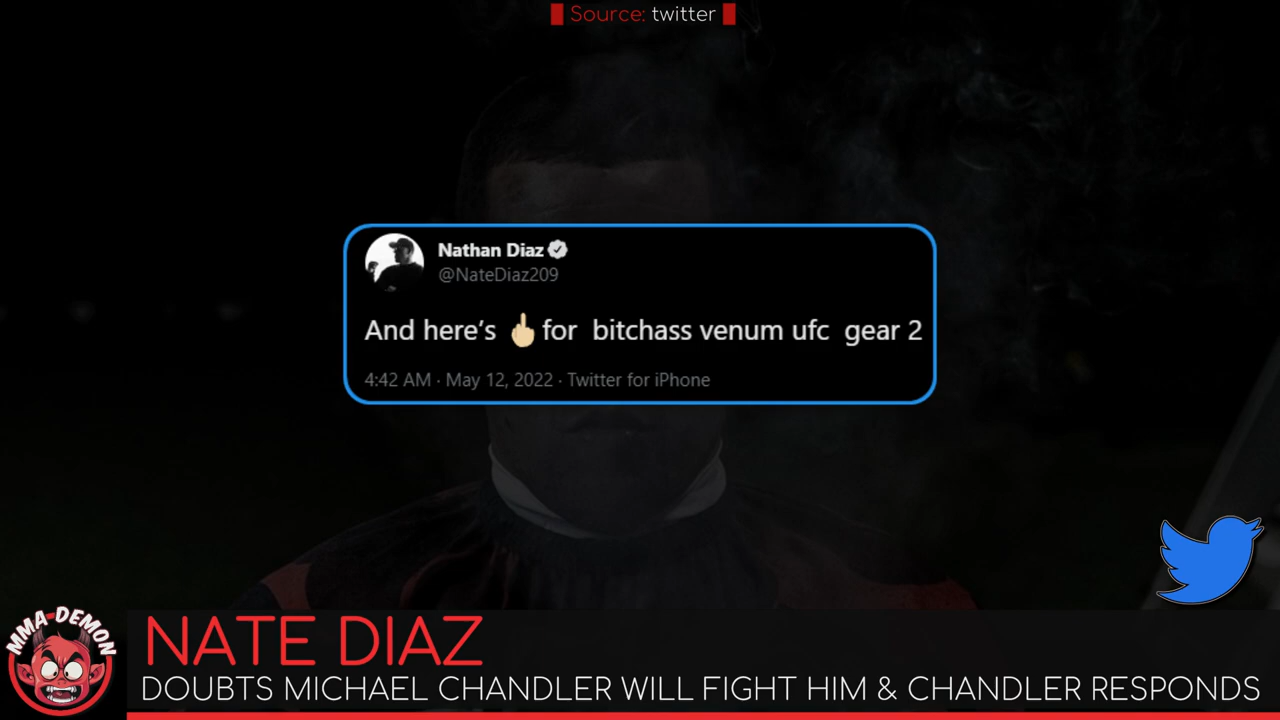 Source: twitter
Nathan Diaz
@NateDiaz209
And here's 🖕🏼for bitchass venum ufc gear 2
4:42 AM · May 12, 2022 · Twitter for iPhone
MMA DEMON
NATE DIAZ
DOUBTS MICHAEL CHANDLER WILL FIGHT HIM & CHANDLER RESPONDS